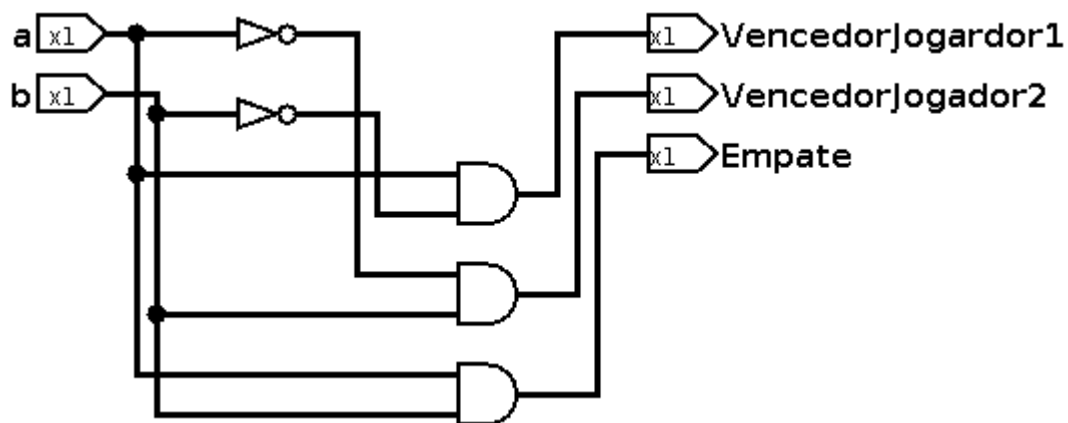 a x1
b x1
x1 VencedorJogardor1
x1 VencedorJogador2
x1 Empate